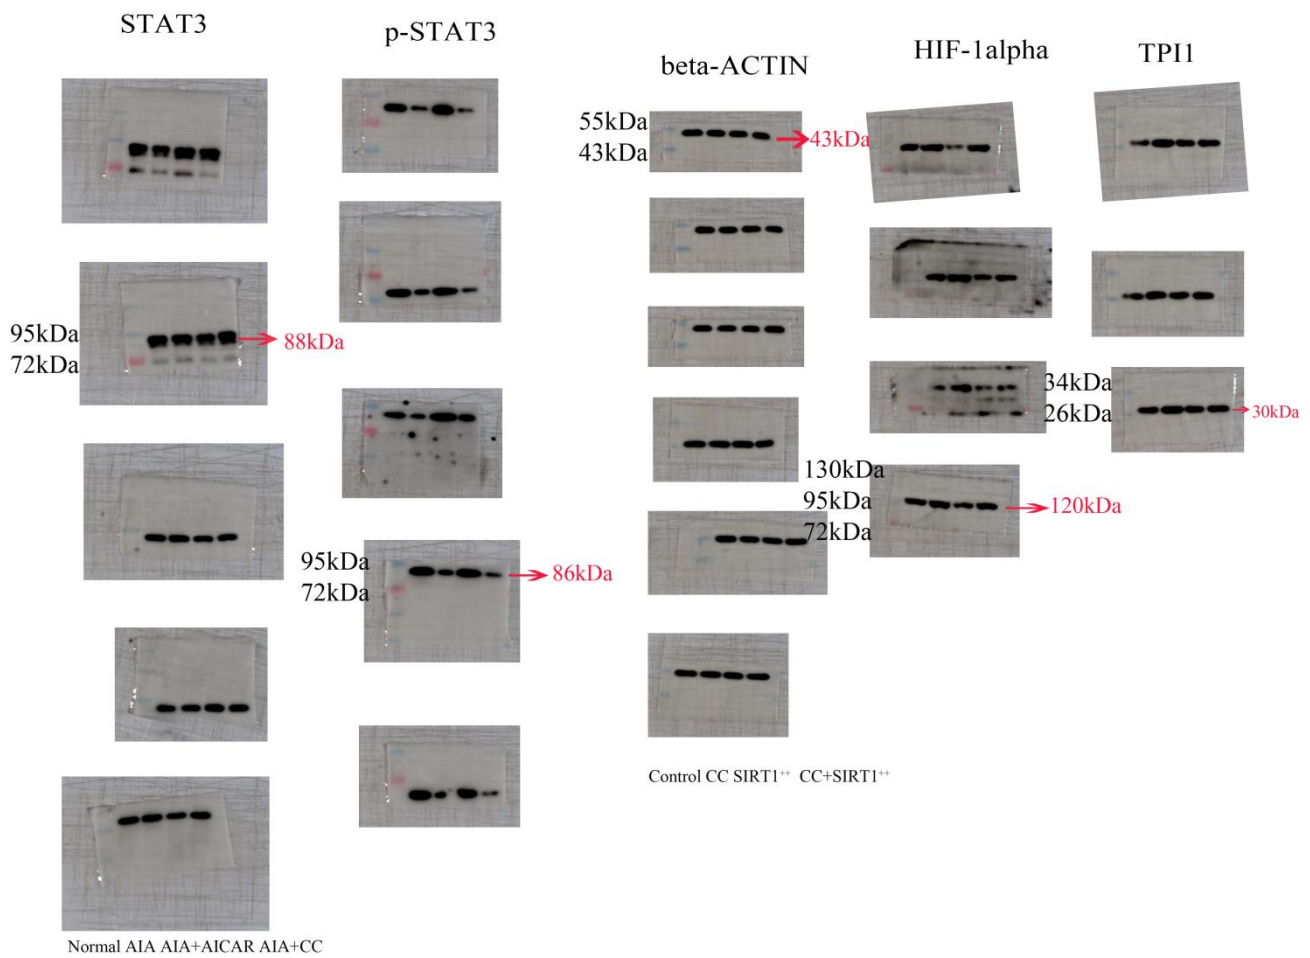 STAT3
p-STAT3
beta-ACTIN
HIF-1alpha
TPI1
95kDa
72kDa
88kDa
95kDa
72kDa
86kDa
55kDa
43kDa
43kDa
130kDa
95kDa
72kDa
120kDa
34kDa
26kDa
30kDa
Control CC SIRT1⁺⁺ CC+SIRT1⁺⁺
Normal AIA AIA+AICAR AIA+CC